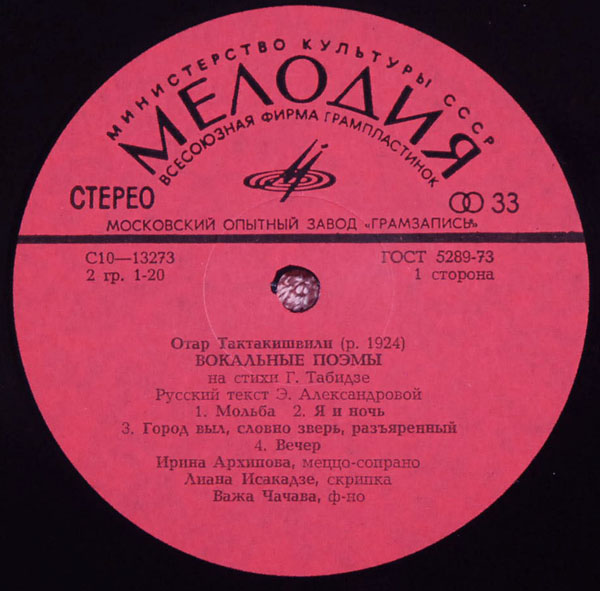 МИНИСТЕРСТВО КУЛЬТУРЫ СССР
МЕЛОДИЯ
ВСЕСОЮЗНАЯ ФИРМА ГРАМПЛАСТИНОК
СТЕРЕО 33
МОСКОВСКИЙ ОПЫТНЫЙ ЗАВОД «ГРАМЗАПИСЬ»
С10—13273 ГОСТ 5289-73
2 гр. 1-20 1 сторона
Отар Тактакишвили (р. 1924)
ВОКАЛЬНЫЕ ПОЭМЫ
на стихи Г. Табидзе
Русский текст Э. Александровой
1. Мольба 2. Я и ночь
3. Город выл, словно зверь, разъяренный
4. Вечер
Ирина Архипова, меццо-сопрано
Лиана Исакадзе, скрипка
Важа Чачава, ф-но